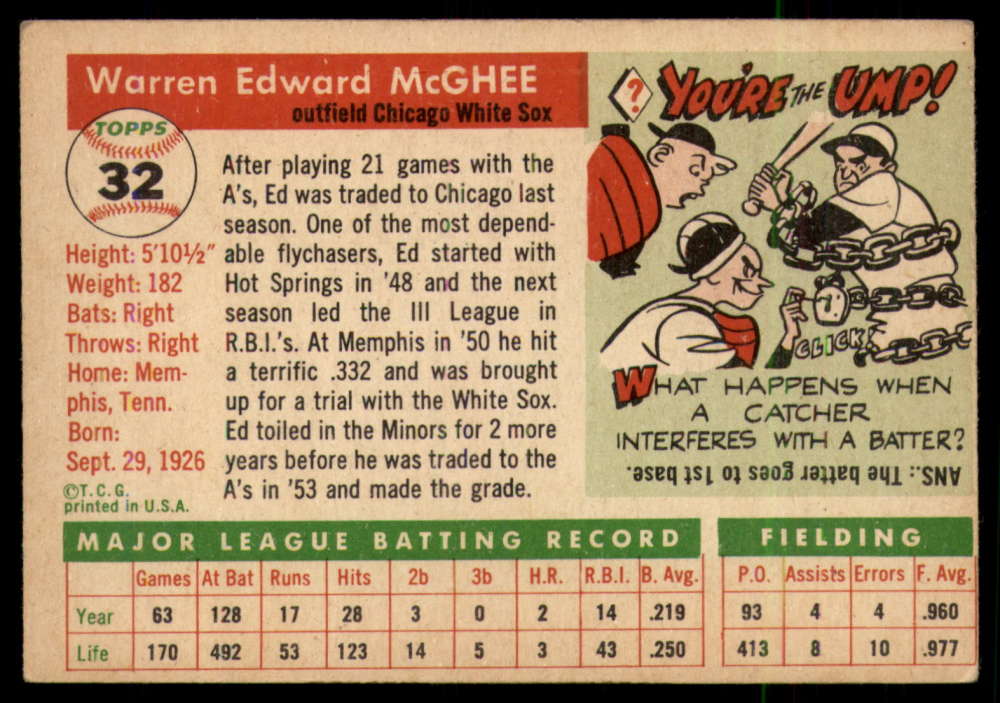 Warren Edward McGHEE
outfield Chicago White Sox
TOPPS
32
Height: 5'10½"
Weight: 182
Bats: Right
Throws: Right
Home: Mem-
phis, Tenn.
Born:
Sept. 29, 1926
©T.C.G.
printed in U.S.A.
After playing 21 games with the
A's, Ed was traded to Chicago last
season. One of the most depend-
able flychasers, Ed started with
Hot Springs in '48 and the next
season led the III League in
R.B.I.'s. At Memphis in '50 he hit
a terrific .332 and was brought
up for a trial with the White Sox.
Ed toiled in the Minors for 2 more
years before he was traded to the
A's in '53 and made the grade.
? YOU'RE THE UMP!
CLICK!
WHAT HAPPENS WHEN
A CATCHER
INTERFERES WITH A BATTER?
ANS.: The batter goes to 1st base.
MAJOR LEAGUE BATTING RECORD FIELDING
Games At Bat Runs Hits 2b 3b H.R. R.B.I. B. Avg. P.O. Assists Errors F. Avg.
Year 63 128 17 28 3 0 2 14 .219 93 4 4 .960
Life 170 492 53 123 14 5 3 43 .250 413 8 10 .977